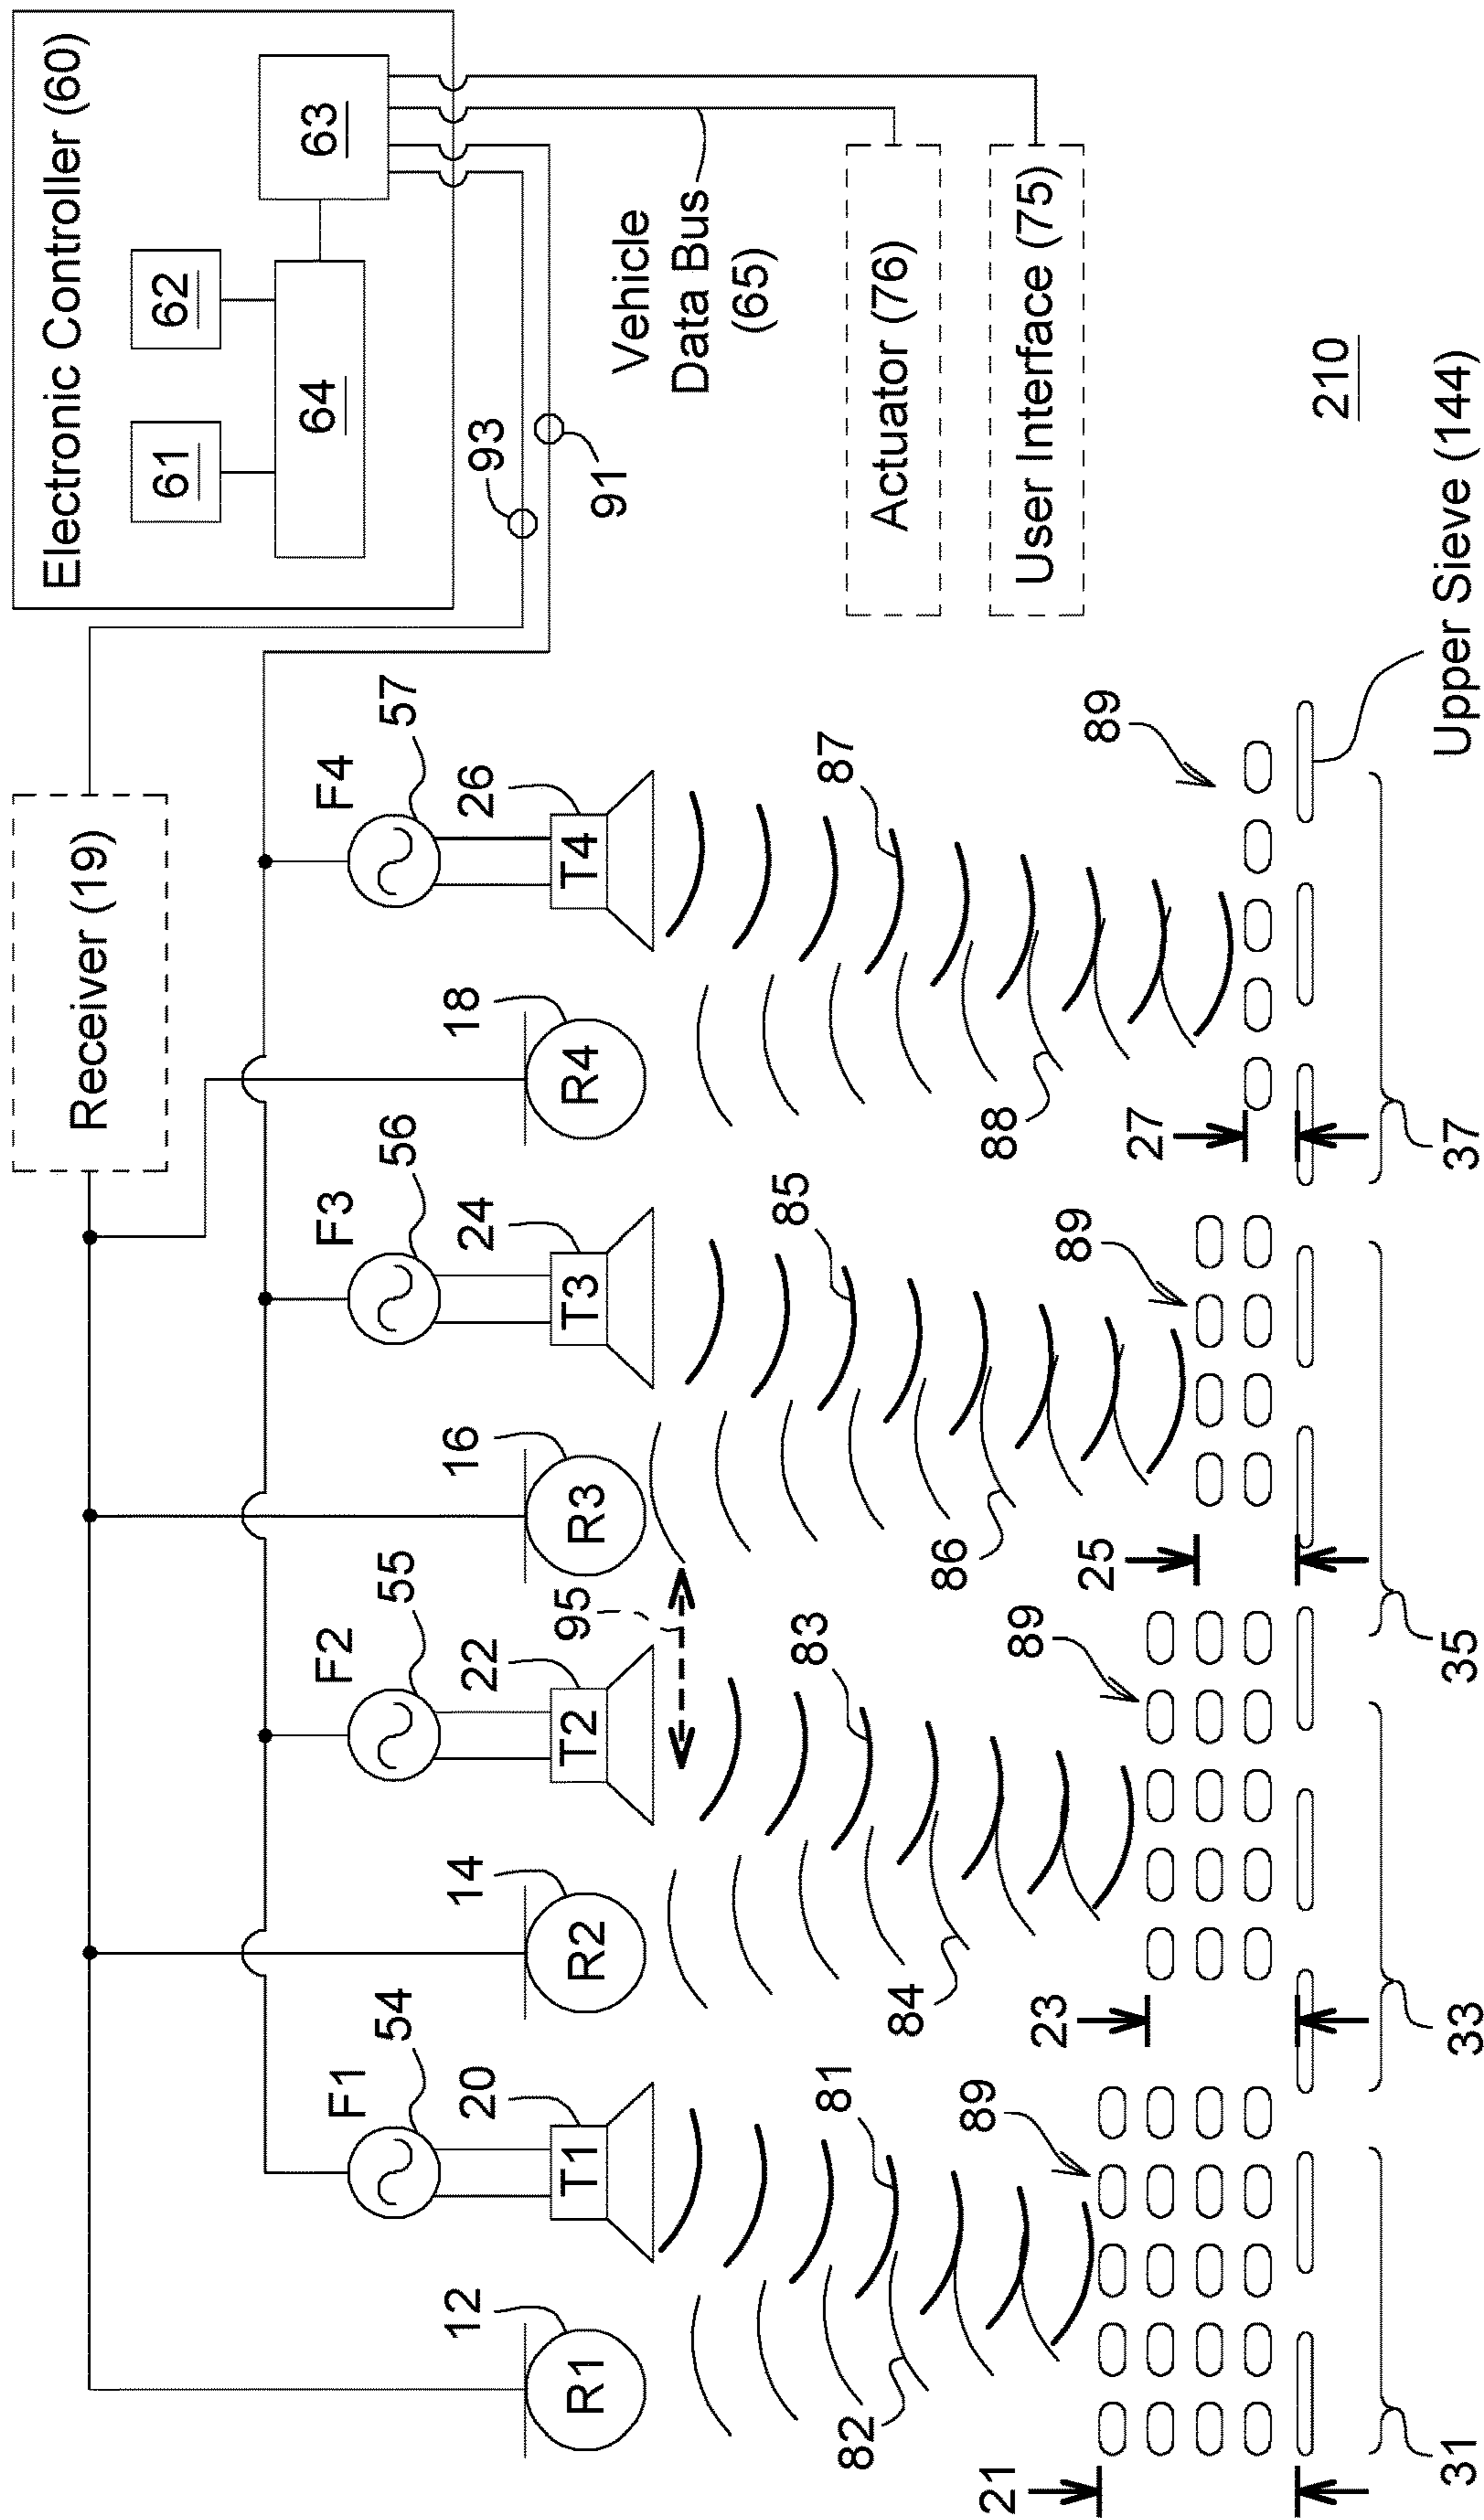 Receiver (19)
Electronic Controller (60)
61
62
63
64
F1
54
F2
55
F3
56
F4
57
93
91
12
20
14
22
16
24
18
26
R1
T1
R2
T2
R3
T3
R4
T4
95
Vehicle
Data Bus
(65)
82
81
84
83
86
85
88
87
Actuator (76)
User Interface (75)
21
89
23
89
25
89
27
89
210
31
33
35
37
Upper Sieve (144)